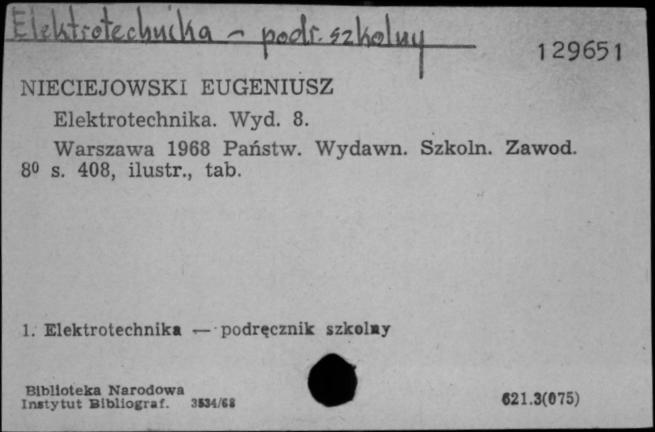 Elektrotechnika - podr. szkolny
129651
NIECIEJOWSKI EUGENIUSZ
Elektrotechnika. Wyd. 8.
Warszawa 1968 Państw. Wydawn. Szkoln. Zawod.
8⁰ s. 408, ilustr., tab.
1. Elektrotechnika — podręcznik szkolny
Biblioteka Narodowa
Instytut Bibliograf. 3534/68
621.3(075)